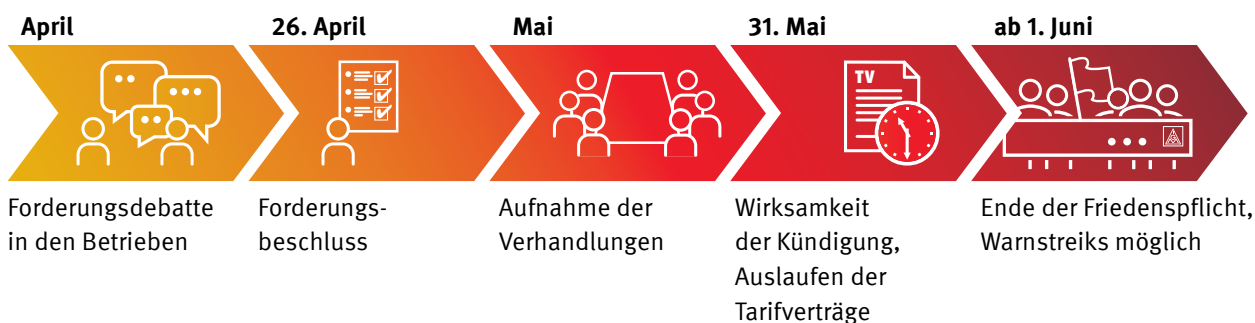 April
26. April
Mai
31. Mai
ab 1. Juni
TV
Forderungsdebatte
in den Betrieben
Forderungs-
beschluss
Aufnahme der
Verhandlungen
Wirksamkeit
der Kündigung,
Auslaufen der
Tarifverträge
Ende der Friedenspflicht,
Warnstreiks möglich